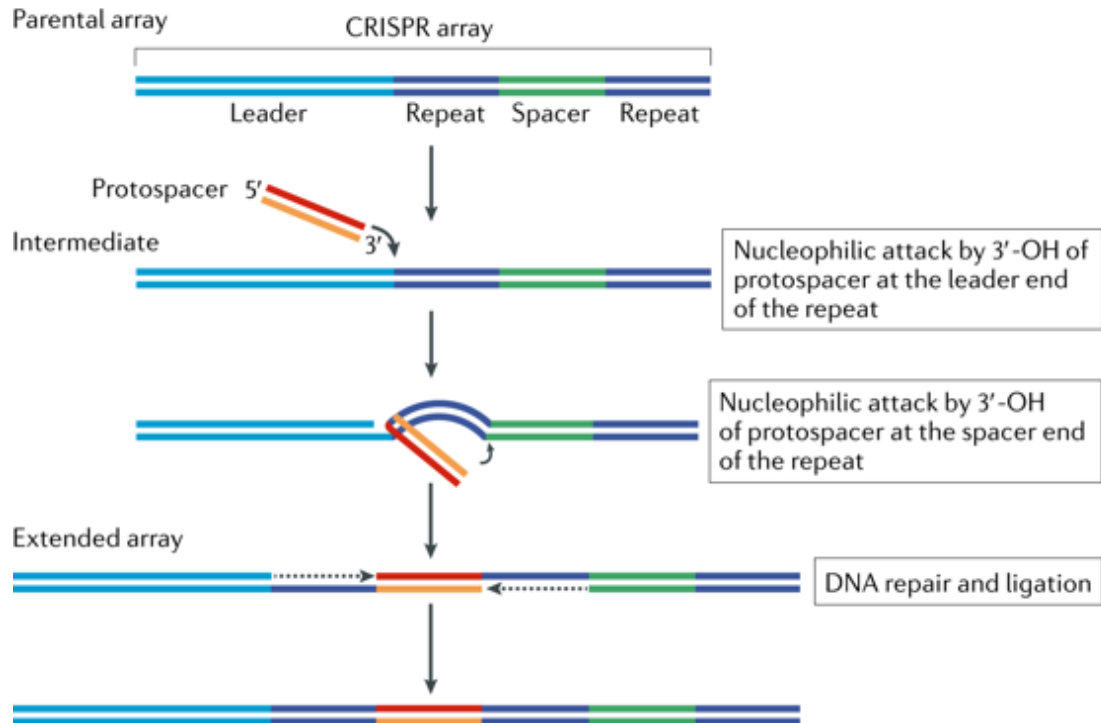 Parental array
CRISPR array
Leader
Repeat
Spacer
Repeat
Protospacer
5′
3′
Intermediate
Nucleophilic attack by 3′-OH of
protospacer at the leader end
of the repeat
Nucleophilic attack by 3′-OH
of protospacer at the spacer end
of the repeat
Extended array
DNA repair and ligation